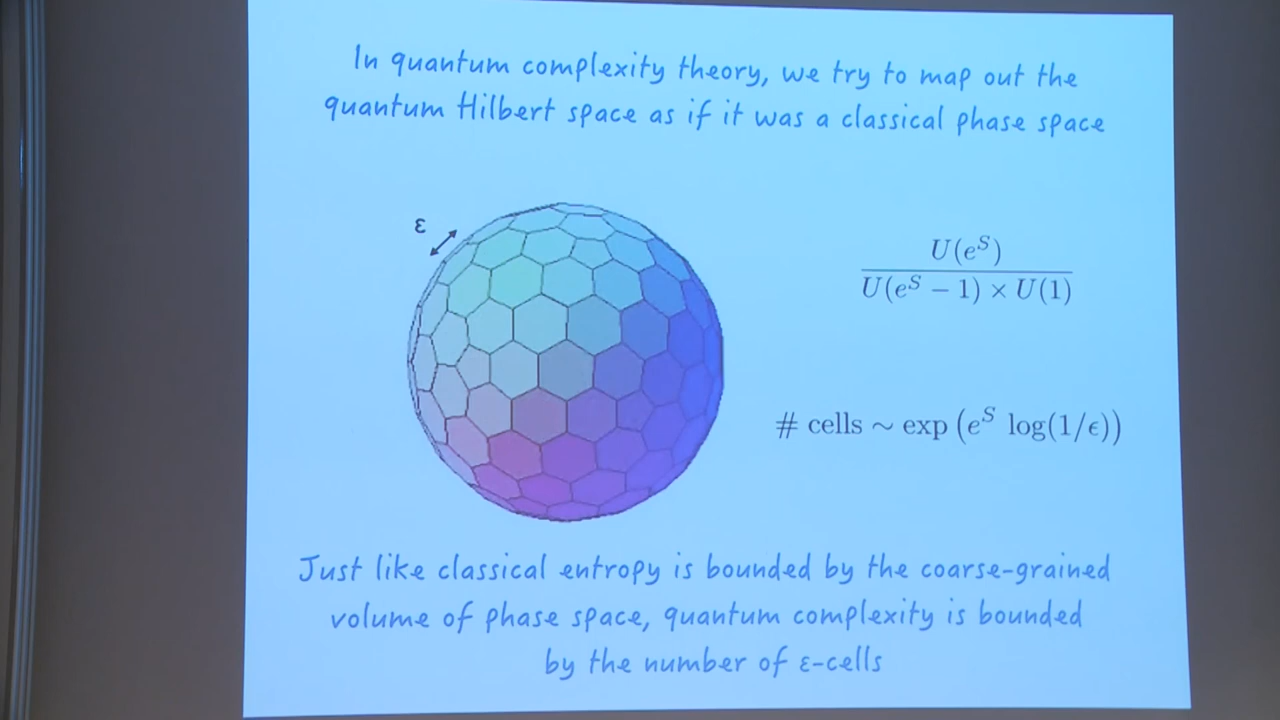 In quantum complexity theory, we try to map out the
quantum Hilbert space as if it was a classical phase space
ε
U(e^S)
U(e^S − 1) × U(1)
# cells ~ exp (e^S log(1/ϵ))
Just like classical entropy is bounded by the coarse-grained
volume of phase space, quantum complexity is bounded
by the number of ε-cells